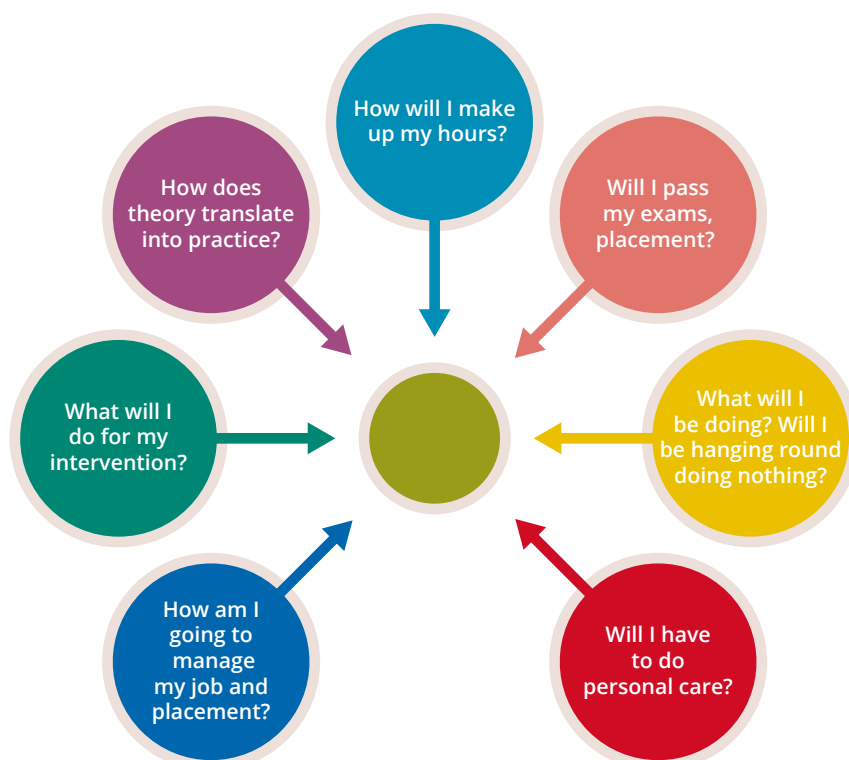 How will I make
up my hours?
How does
theory translate
into practice?
Will I pass
my exams,
placement?
What will I
do for my
intervention?
What will I
be doing? Will I
be hanging round
doing nothing?
How am I
going to
manage
my job and
placement?
Will I have
to do
personal care?